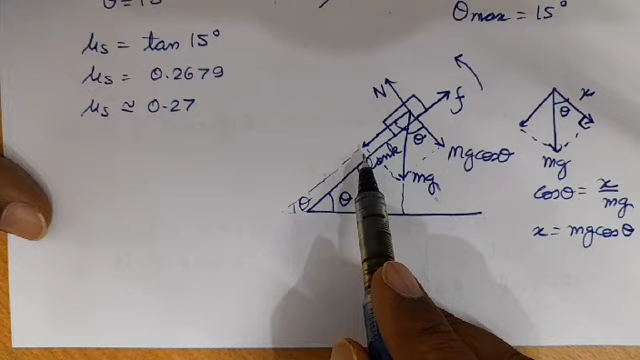 θ = 15
μs = tan 15°
μs = 0.2679
μs ≃ 0.27
θmax = 15°
N
f
θ
mg cosθ
mg
θ
θ
x
θ
mg
cosθ = x/mg
x = mg cosθ